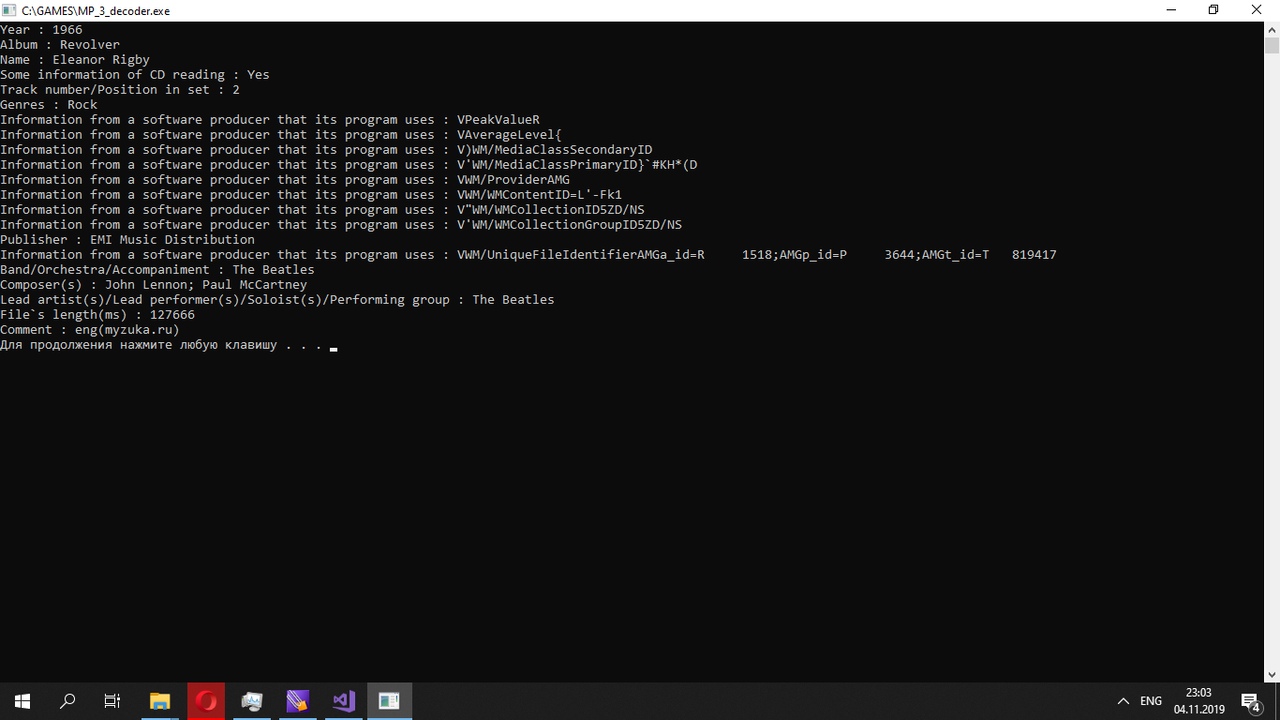 C:\GAMES\MP_3_decoder.exe
Year : 1966
Album : Revolver
Name : Eleanor Rigby
Some information of CD reading : Yes
Track number/Position in set : 2
Genres : Rock
Information from a software producer that its program uses : VPeakValueR
Information from a software producer that its program uses : VAverageLevel{
Information from a software producer that its program uses : V)WM/MediaClassSecondaryID
Information from a software producer that its program uses : V'WM/MediaClassPrimaryID}`#KH*(D
Information from a software producer that its program uses : VWM/ProviderAMG
Information from a software producer that its program uses : VWM/WMContentID=L'-Fk1
Information from a software producer that its program uses : V"WM/WMCollectionID5ZD/NS
Information from a software producer that its program uses : V'WM/WMCollectionGroupID5ZD/NS
Publisher : EMI Music Distribution
Information from a software producer that its program uses : VWM/UniqueFileIdentifierAMGa_id=R     1518;AMGp_id=P     3644;AMGt_id=T   819417
Band/Orchestra/Accompaniment : The Beatles
Composer(s) : John Lennon; Paul McCartney
Lead artist(s)/Lead performer(s)/Soloist(s)/Performing group : The Beatles
File`s length(ms) : 127666
Comment : eng(myzuka.ru)
Для продолжения нажмите любую клавишу . . .
ENG
23:03
04.11.2019
4